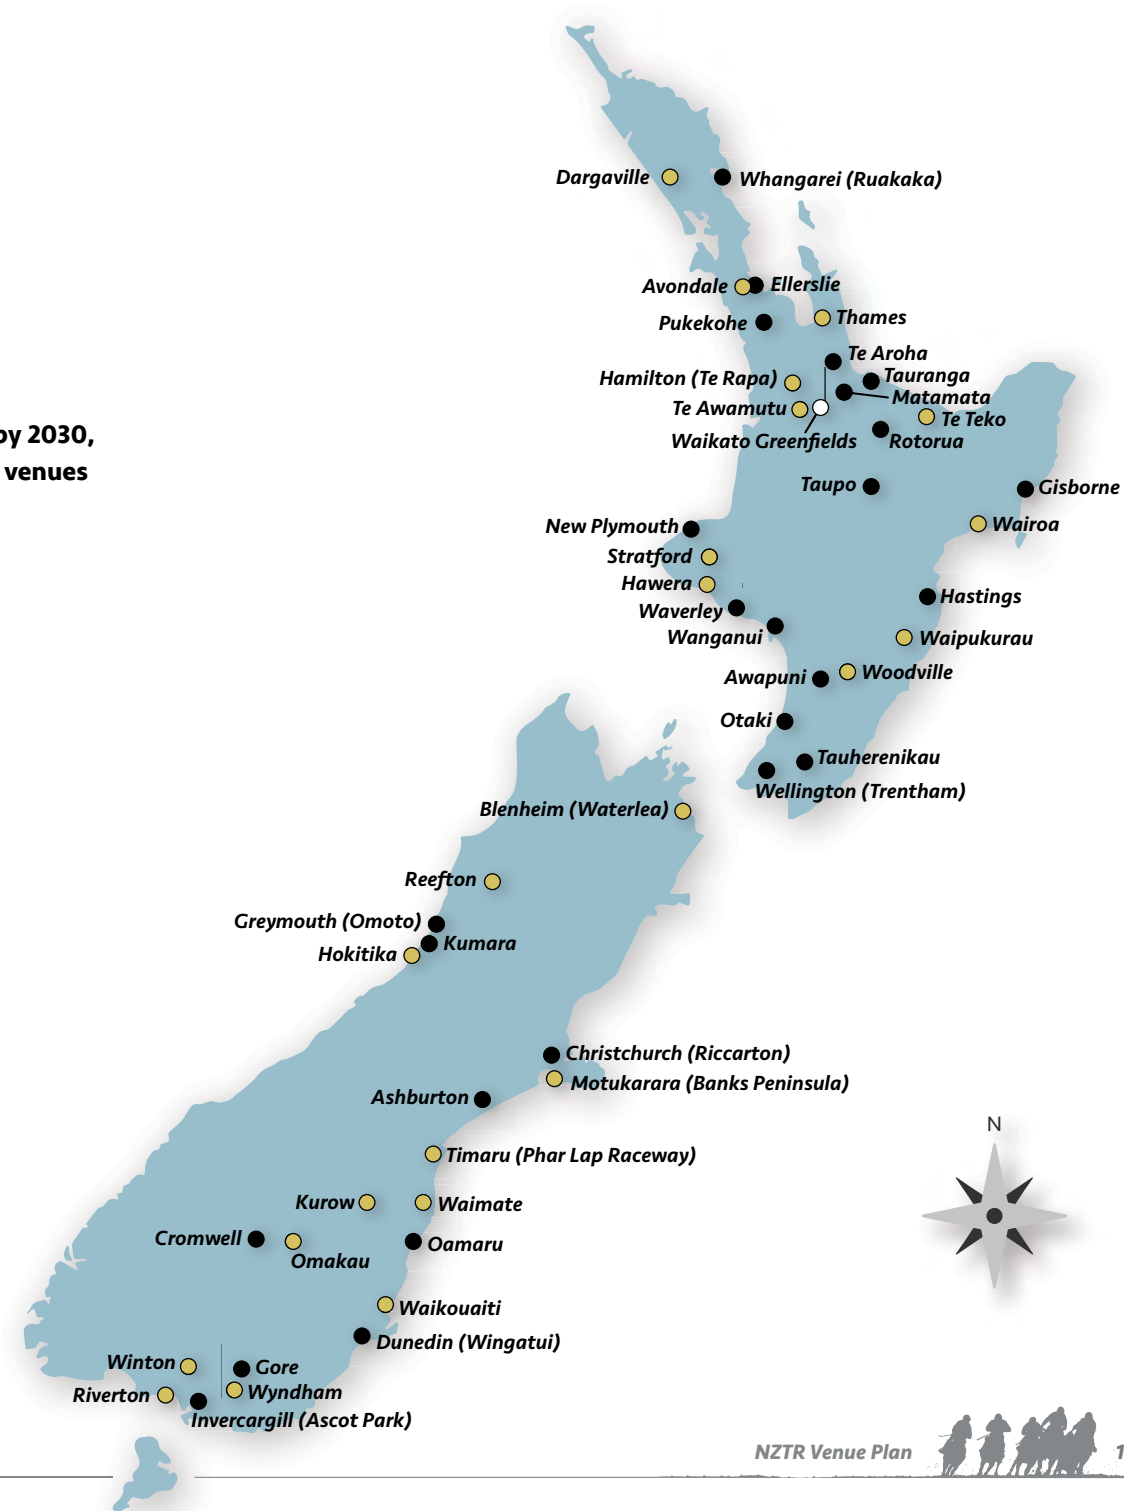 Dargaville
Whangarei (Ruakaka)
Avondale
Ellerslie
Pukekohe
Thames
Te Aroha
Hamilton (Te Rapa)
Tauranga
Matamata
Te Awamutu
Te Teko
by 2030,
Waikato Greenfields
Rotorua
venues
Taupo
Gisborne
New Plymouth
Wairoa
Stratford
Hawera
Hastings
Waverley
Wanganui
Waipukurau
Awapuni
Woodville
Otaki
Tauherenikau
Wellington (Trentham)
Blenheim (Waterlea)
Reefton
Greymouth (Omoto)
Kumara
Hokitika
Christchurch (Riccarton)
Motukarara (Banks Peninsula)
Ashburton
N
Timaru (Phar Lap Raceway)
Kurow
Waimate
Cromwell
Oamaru
Omakau
Waikouaiti
Dunedin (Wingatui)
Winton
Gore
Riverton
Wyndham
Invercargill (Ascot Park)
NZTR Venue Plan
1